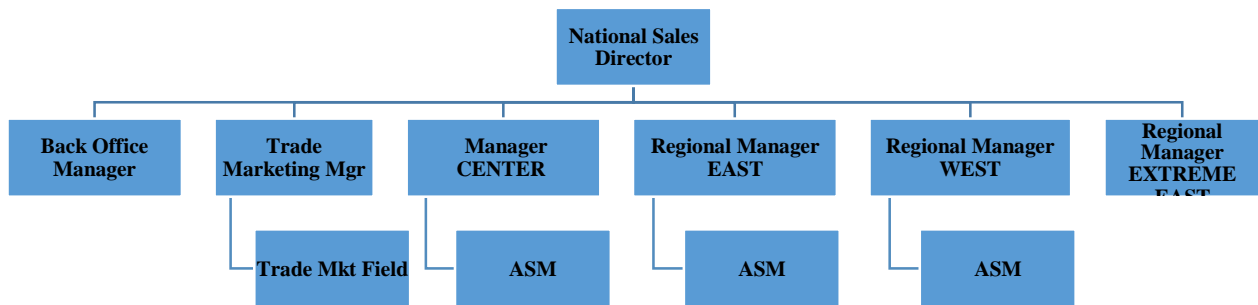 National Sales
Director
Back Office
Manager
Trade
Marketing Mgr
Manager
CENTER
Regional Manager
EAST
Regional Manager
WEST
Regional
Manager
EXTREME
EAST
Trade Mkt Field
ASM
ASM
ASM